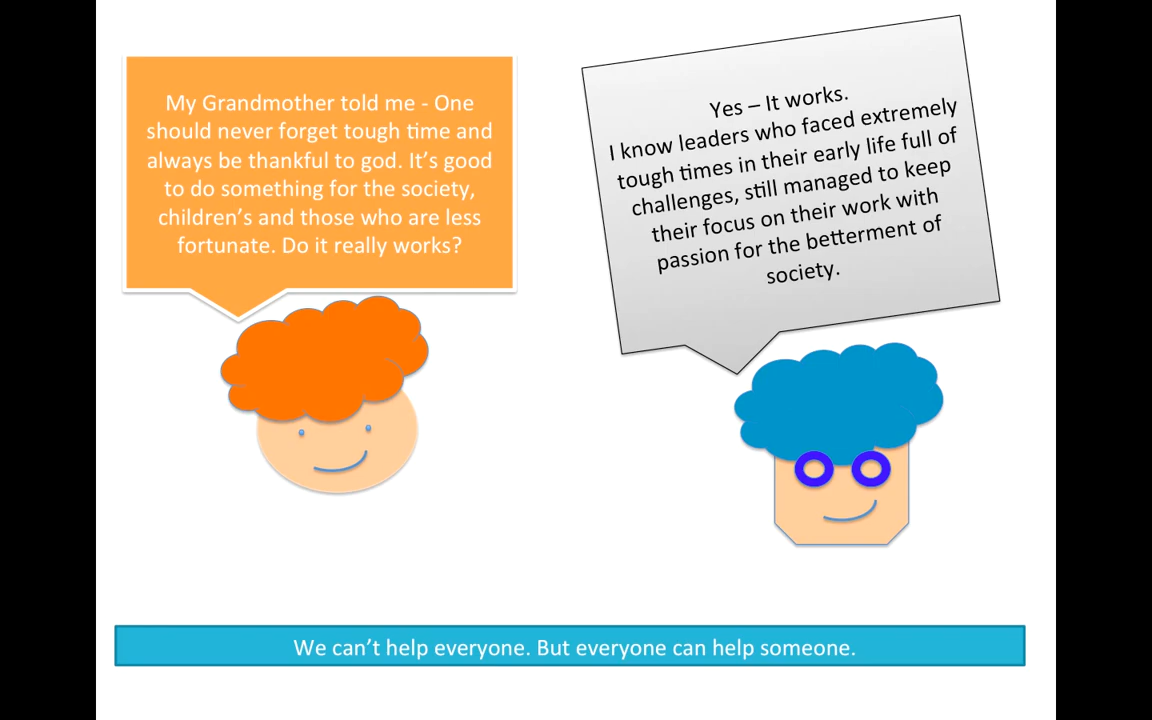 My Grandmother told me - One
should never forget tough time and
always be thankful to god. It's good
to do something for the society,
children's and those who are less
fortunate. Do it really works?
Yes – It works.
I know leaders who faced extremely
tough times in their early life full of
challenges, still managed to keep
their focus on their work with
passion for the betterment of
society.
We can't help everyone. But everyone can help someone.